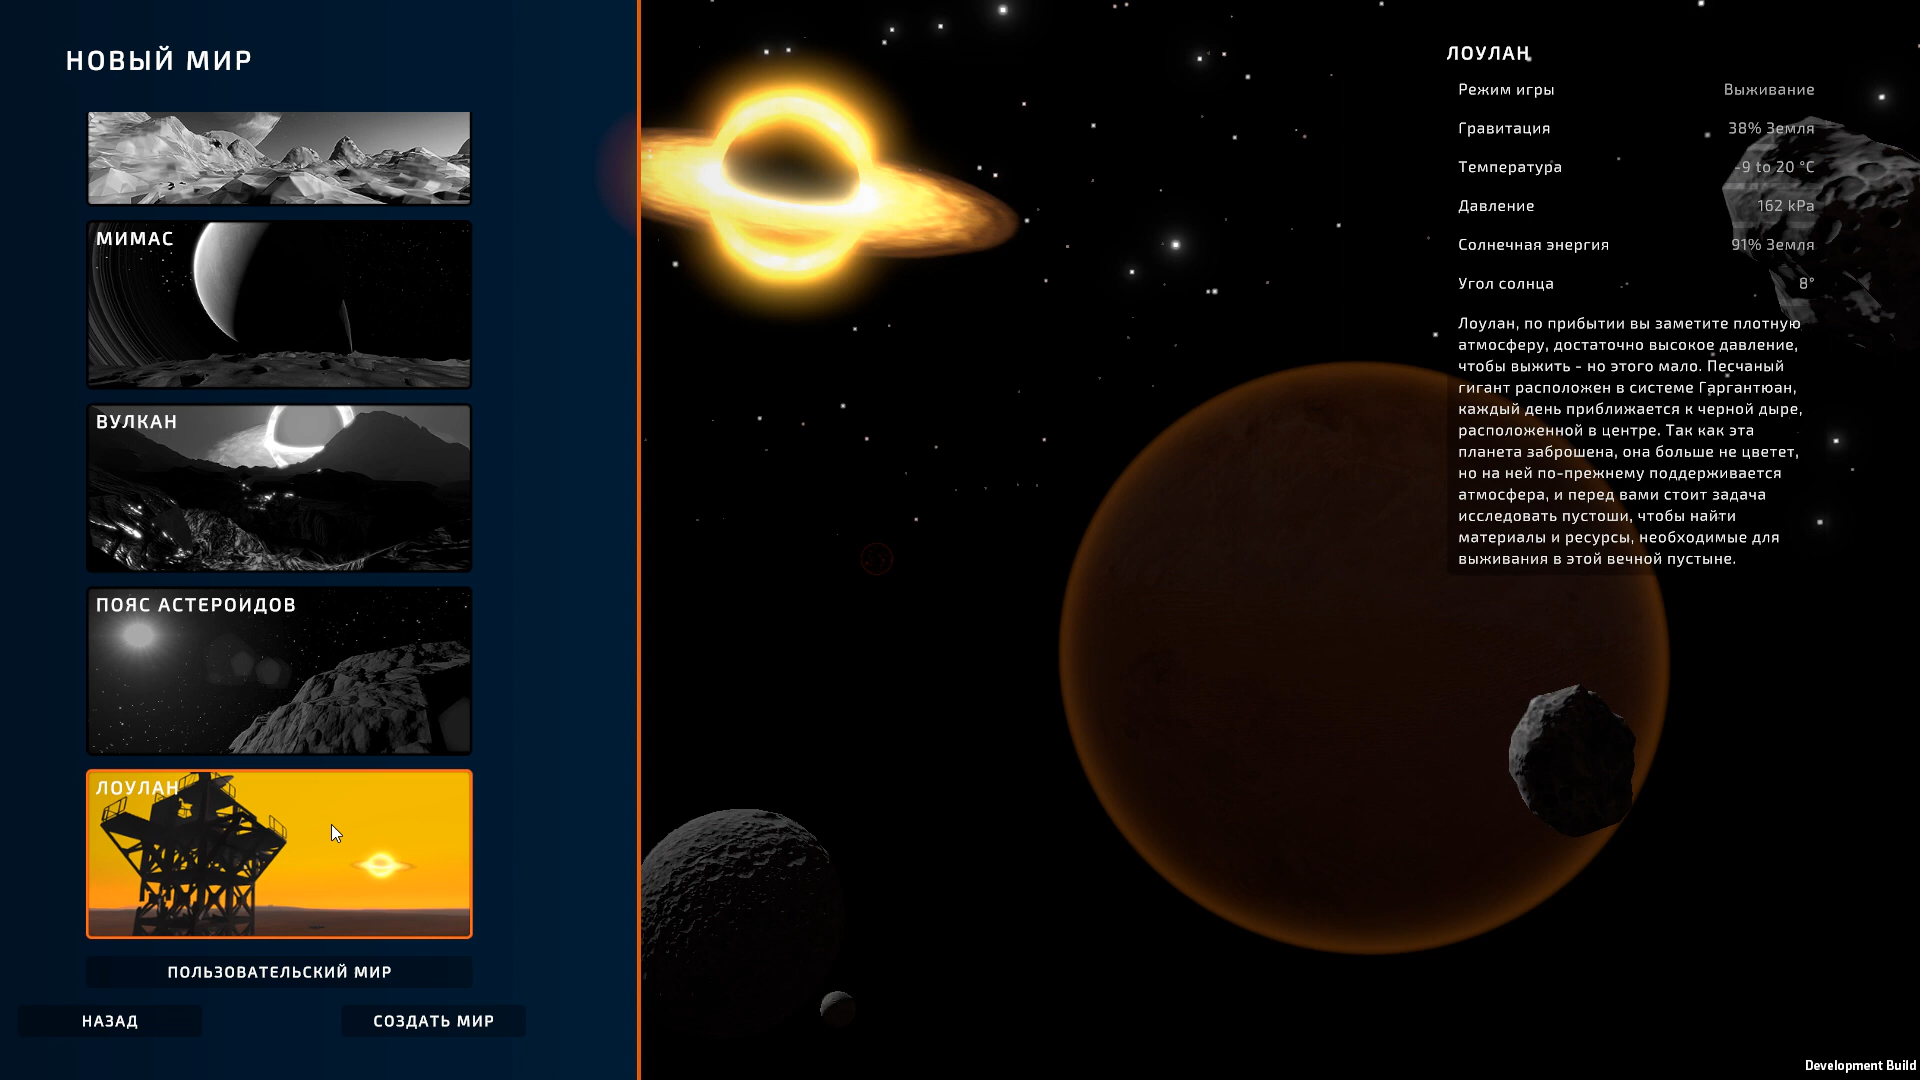 НОВЫЙ МИР
МИМАС
ВУЛКАН
ПОЯС АСТЕРОИДОВ
ЛОУЛАН
ПОЛЬЗОВАТЕЛЬСКИЙ МИР
НАЗАД
СОЗДАТЬ МИР
ЛОУЛАН
Режим игры Выживание
Гравитация 38% Земля
Температура -9 to 20 °C
Давление 162 kPa
Солнечная энергия 91% Земля
Угол солнца 8°
Лоулан, по прибытии вы заметите плотную
атмосферу, достаточно высокое давление,
чтобы выжить - но этого мало. Песчаный
гигант расположен в системе Гаргантюан,
каждый день приближается к черной дыре,
расположенной в центре. Так как эта
планета заброшена, она больше не цветет,
но на ней по-прежнему поддерживается
атмосфера, и перед вами стоит задача
исследовать пустоши, чтобы найти
материалы и ресурсы, необходимые для
выживания в этой вечной пустыне.
Development Build